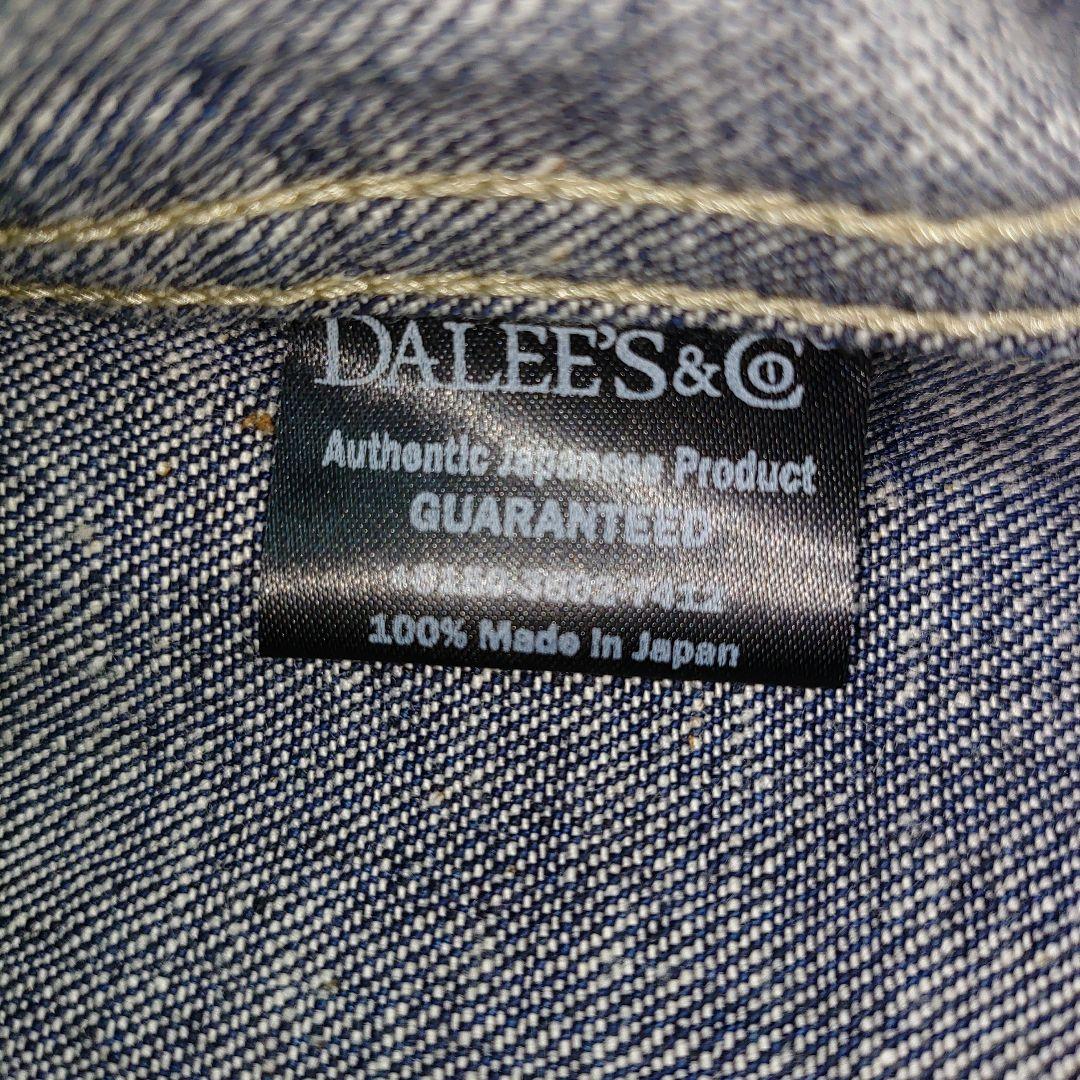 DALEE'S&Co
Authentic Japanese Product
GUARANTEED
100% Made in Japan